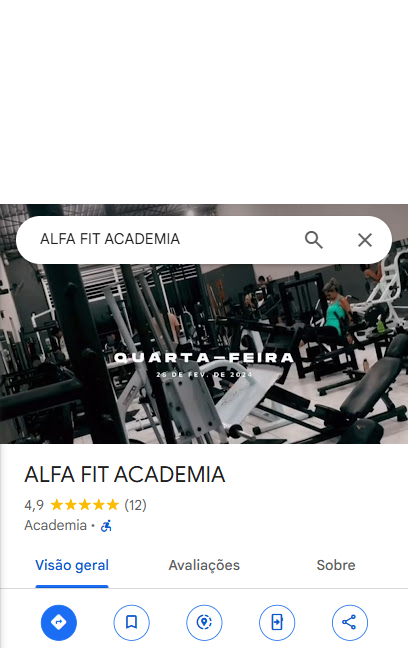 ALFA FIT ACADEMIA
QUARTA—FEIRA
28 DE FEV. DE 2024
ALFA FIT ACADEMIA
4,9 ★★★★★ (12)
Academia ·
Visão geral Avaliações Sobre